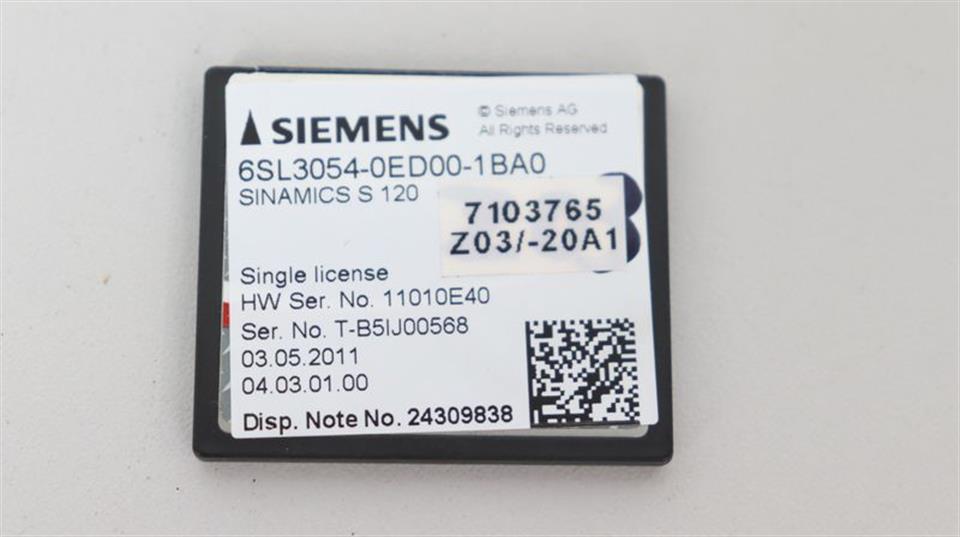 SIEMENS
© Siemens AG
All Rights Reserved
6SL3054-0ED00-1BA0
SINAMICS S 120
7103765
Z03/-20A1
Single license
HW Ser. No. 11010E40
Ser. No. T-B5IJ00568
03.05.2011
04.03.01.00
Disp. Note No. 24309838